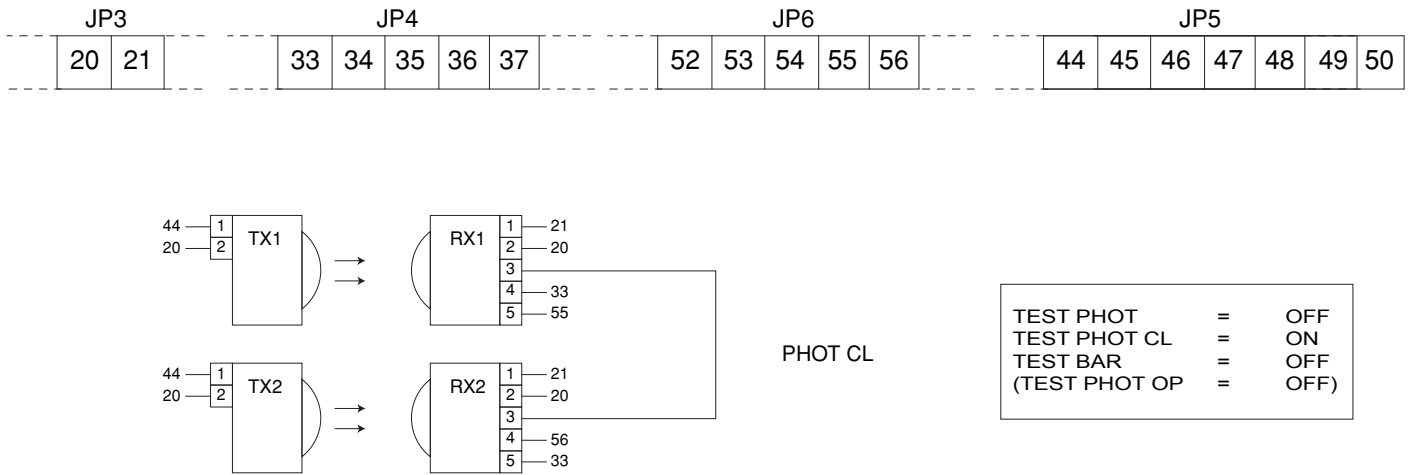 JP3 JP4 JP6 JP5
20 21 33 34 35 36 37 52 53 54 55 56 44 45 46 47 48 49 50
44 1 TX1 RX1 1 21
20 2 2 20
3
4 33
5 55
PHOT CL
44 1 TX2 RX2 1 21
20 2 2 20
3
4 56
5 33
TEST PHOT = OFF
TEST PHOT CL = ON
TEST BAR = OFF
(TEST PHOT OP = OFF)